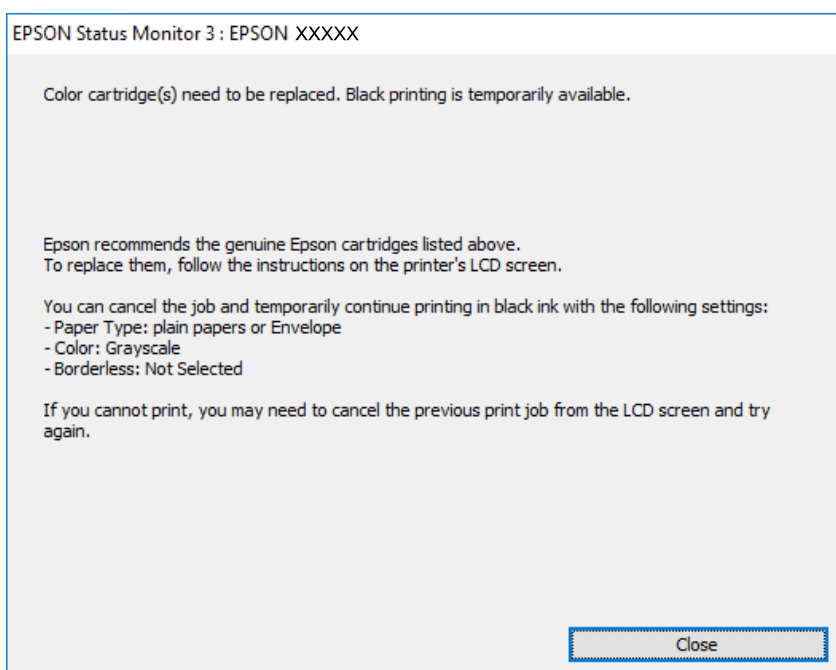 EPSON Status Monitor 3 : EPSON XXXXX
Color cartridge(s) need to be replaced. Black printing is temporarily available.
Epson recommends the genuine Epson cartridges listed above.
To replace them, follow the instructions on the printer's LCD screen.
You can cancel the job and temporarily continue printing in black ink with the following settings:
- Paper Type: plain papers or Envelope
- Color: Grayscale
- Borderless: Not Selected
If you cannot print, you may need to cancel the previous print job from the LCD screen and try
again.
Close